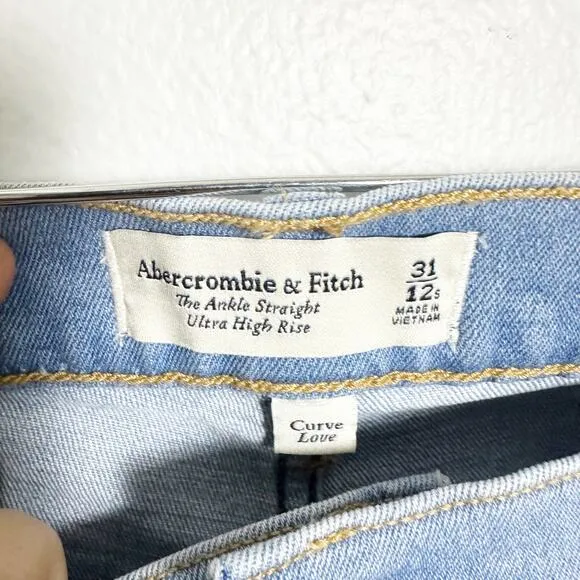 Abercrombie & Fitch
The Ankle Straight
Ultra High Rise
31
12s
MADE IN
VIETNAM
Curve
Love